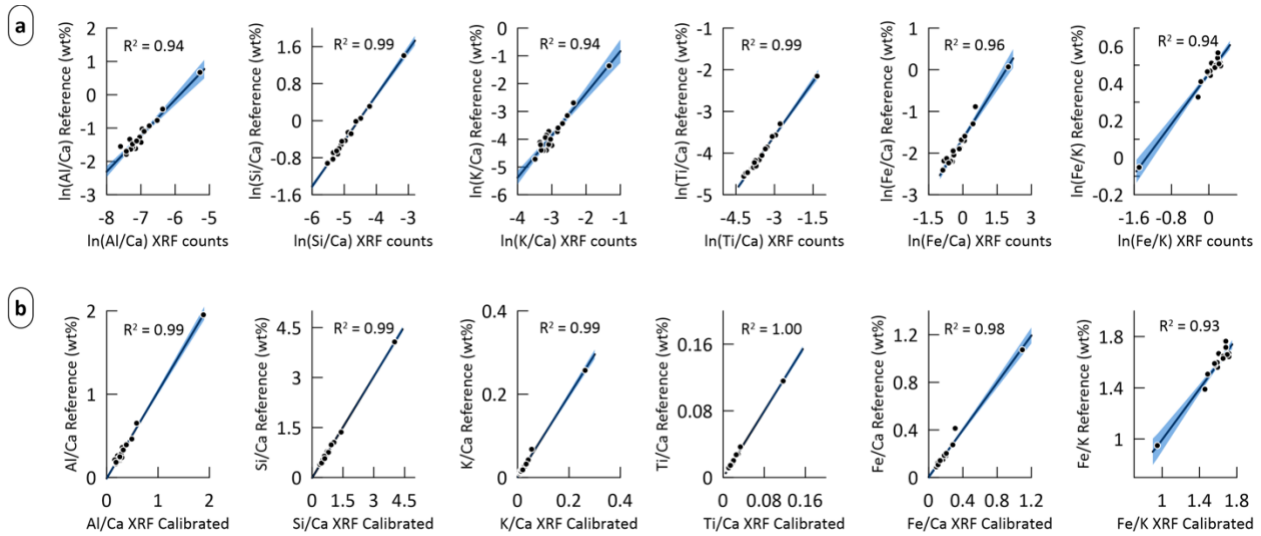 a
ln(Al/Ca) Reference (wt%)
2
1
0
-1
-2
-3
R² = 0.94
-8 -7 -6 -5
ln(Al/Ca) XRF counts
ln(Si/Ca) Reference (wt%)
1.6
0.8
0
-0.8
-1.6
R² = 0.99
-6 -5 -4 -3
ln(Si/Ca) XRF counts
ln(K/Ca) Reference (wt%)
0
-1
-2
-3
-4
-5
-6
R² = 0.94
-4 -3 -2 -1
ln(K/Ca) XRF counts
ln(Ti/Ca) Reference (wt%)
-1
-2
-3
-4
-5
R² = 0.99
-4.5 -3 -1.5
ln(Ti/Ca) XRF counts
ln(Fe/Ca) Reference (wt%)
1
0
-1
-2
-3
R² = 0.96
-1.5 0 1.5 3
ln(Fe/Ca) XRF counts
ln(Fe/K) Reference (wt%)
0.6
0.4
0.2
0
-0.2
R² = 0.94
-1.6 -0.8 0
ln(Fe/K) XRF counts
b
Al/Ca Reference (wt%)
2
1
0
R² = 0.99
0 1 2
Al/Ca XRF Calibrated
Si/Ca Reference (wt%)
4.5
3
1.5
0
R² = 0.99
0 1.5 3 4.5
Si/Ca XRF Calibrated
K/Ca Reference (wt%)
0.4
0.2
0
R² = 0.99
0 0.2 0.4
K/Ca XRF Calibrated
Ti/Ca Reference (wt%)
0.16
0.08
0
R² = 1.00
0 0.08 0.16
Ti/Ca XRF Calibrated
Fe/Ca Reference (wt%)
1.2
0.8
0.4
0
R² = 0.98
0 0.4 0.8 1.2
Fe/Ca XRF Calibrated
Fe/K Reference (wt%)
1.8
1.4
1
R² = 0.93
1 1.4 1.8
Fe/K XRF Calibrated